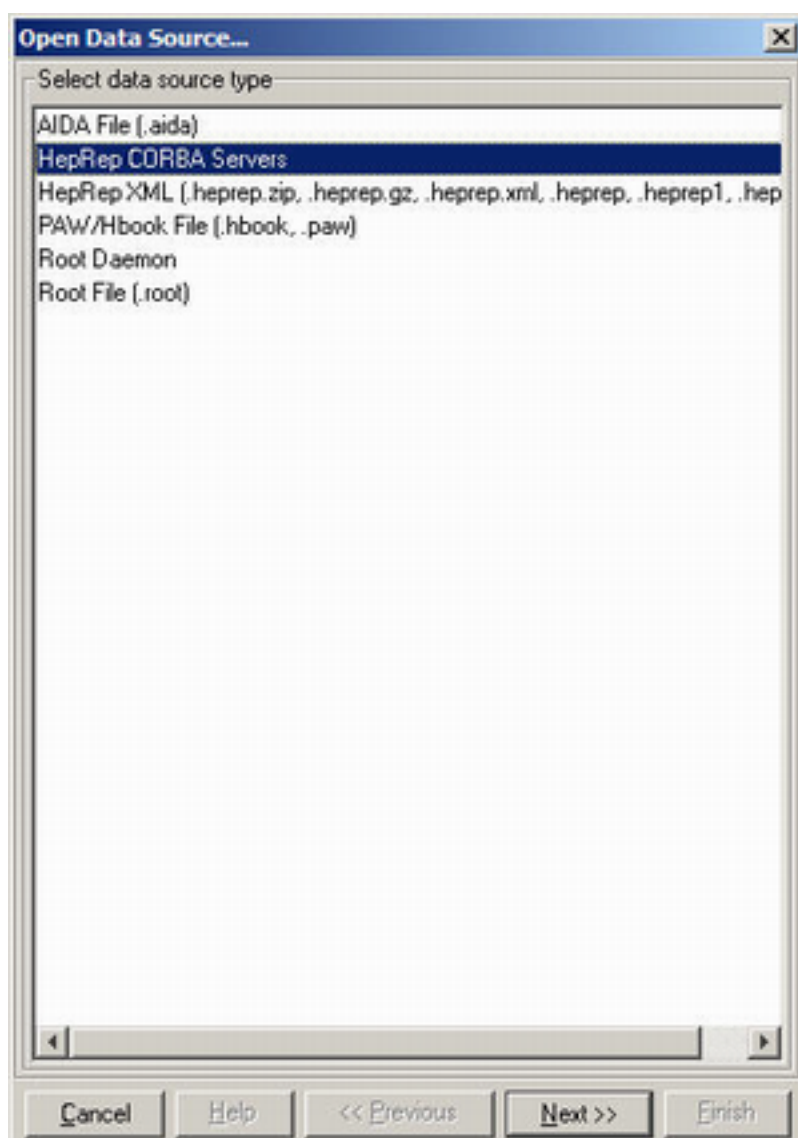 Open Data Source...
Select data source type
AIDA File (.aida)
HepRep CORBA Servers
HepRep XML (.heprep.zip, .heprep.gz, .heprep.xml, .heprep, .heprep1, .hep
PAW/Hbook File (.hbook, .paw)
Root Daemon
Root File (.root)
Cancel Help << Previous Next >> Finish